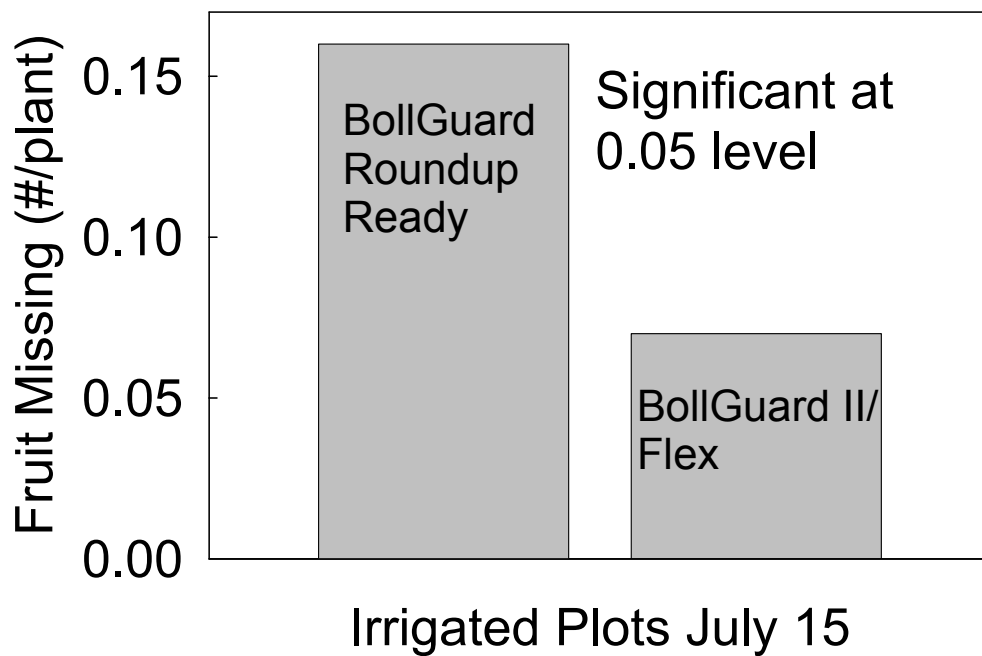 Fruit Missing (#/plant)
0.15
0.10
0.05
0.00
BollGuard
Roundup
Ready
Significant at
0.05 level
BollGuard II/
Flex
Irrigated Plots July 15